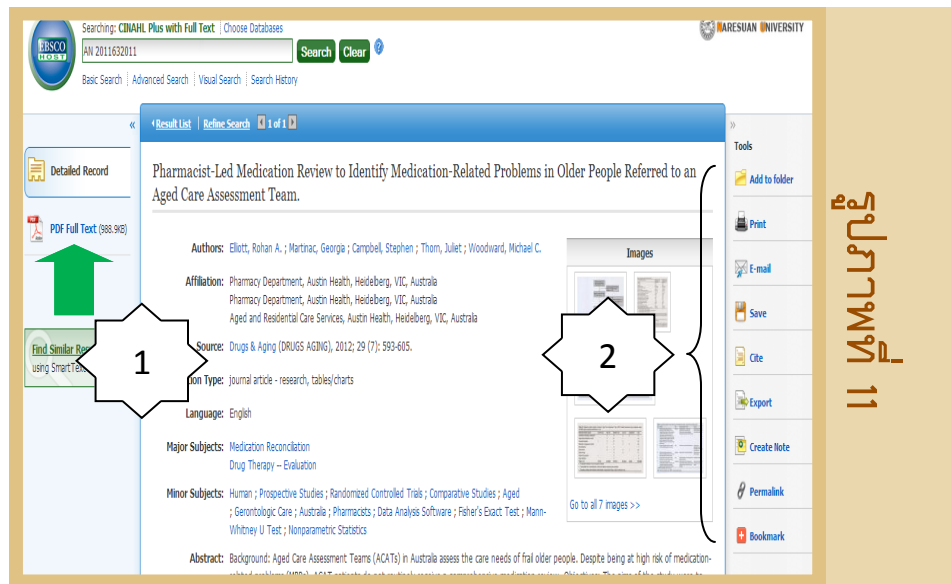 Searching: CINAHL Plus with Full Text | Choose Databases
EBSCO HOST
AN 2011632011
Search Clear ?
Basic Search | Advanced Search | Visual Search | Search History
NARESUAN UNIVERSITY
«
Result List | Refine Search 1 of 1
»
Detailed Record
PDF Full Text (988.9KB)
1
Find Similar
using
Pharmacist-Led Medication Review to Identify Medication-Related Problems in Older People Referred to an
Aged Care Assessment Team.
Authors: Elliott, Rohan A. ; Martinac, Georgia ; Campbell, Stephen ; Thorn, Juliet ; Woodward, Michael C.
Affiliation: Pharmacy Department, Austin Health, Heidelberg, VIC, Australia
Pharmacy Department, Austin Health, Heidelberg, VIC, Australia
Aged and Residential Care Services, Austin Health, Heidelberg, VIC, Australia
Source: Drugs & Aging (DRUGS AGING), 2012; 29 (7): 593-605.
Type: journal article - research, tables/charts
Language: English
Major Subjects: Medication Reconciliation
Drug Therapy -- Evaluation
Minor Subjects: Human ; Prospective Studies ; Randomized Controlled Trials ; Comparative Studies ; Aged
; Gerontologic Care ; Australia ; Pharmacists ; Data Analysis Software ; Fisher's Exact Test ; Mann-
Whitney U Test ; Nonparametric Statistics
Abstract: Background: Aged Care Assessment Teams (ACATs) in Australia assess the care needs of frail older people. Despite being at high risk of medication-
Images
2
Go to all 7 images >>
Tools
Add to folder
Print
E-mail
Save
Cite
Export
Create Note
Permalink
Bookmark
รูปภาพที่ 11